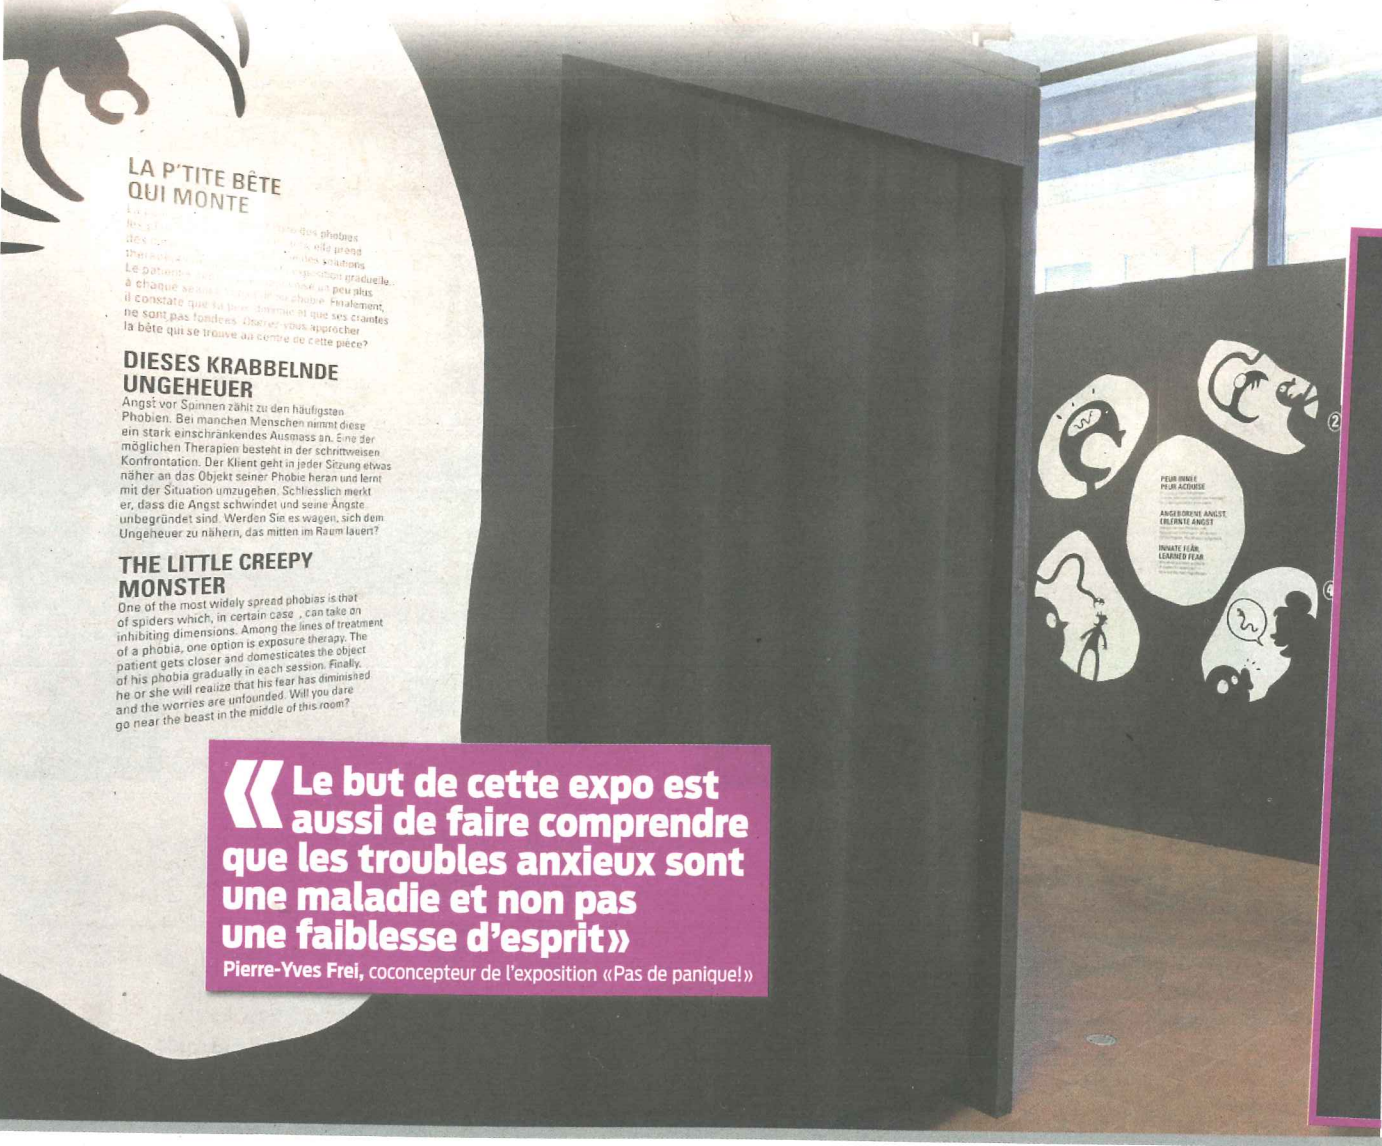 LA P'TITE BÊTE
QUI MONTE
des phobies
elle prend
des solutions
graduelle.
Le patient un peu plus
à chaque Finalement,
il constate que sa peur diminue et que ses craintes
ne sont pas fondées. Oserez-vous approcher
la bête qui se trouve au centre de cette pièce?
DIESES KRABBELNDE
UNGEHEUER
Angst vor Spinnen zählt zu den häufigsten
Phobien. Bei manchen Menschen nimmt diese
ein stark einschränkendes Ausmass an. Eine der
möglichen Therapien besteht in der schrittweisen
Konfrontation. Der Klient geht in jeder Sitzung etwas
näher an das Objekt seiner Phobie heran und lernt
mit der Situation umzugehen. Schliesslich merkt
er, dass die Angst schwindet und seine Ängste
unbegründet sind. Werden Sie es wagen, sich dem
Ungeheuer zu nähern, das mitten im Raum lauert?
THE LITTLE CREEPY
MONSTER
One of the most widely spread phobias is that
of spiders which, in certain case , can take on
inhibiting dimensions. Among the lines of treatment
of a phobia, one option is exposure therapy. The
patient gets closer and domesticates the object
of his phobia gradually in each session. Finally,
he or she will realize that his fear has diminished
and the worries are unfounded. Will you dare
go near the beast in the middle of this room?
« Le but de cette expo est
aussi de faire comprendre
que les troubles anxieux sont
une maladie et non pas
une faiblesse d'esprit»
Pierre-Yves Frei, coconcepteur de l'exposition «Pas de panique!»
PEUR INNÉE
PEUR ACQUISE
ANGEBORENE ANGST,
ERLERNTE ANGST
INNATE FEAR,
LEARNED FEAR
2
4